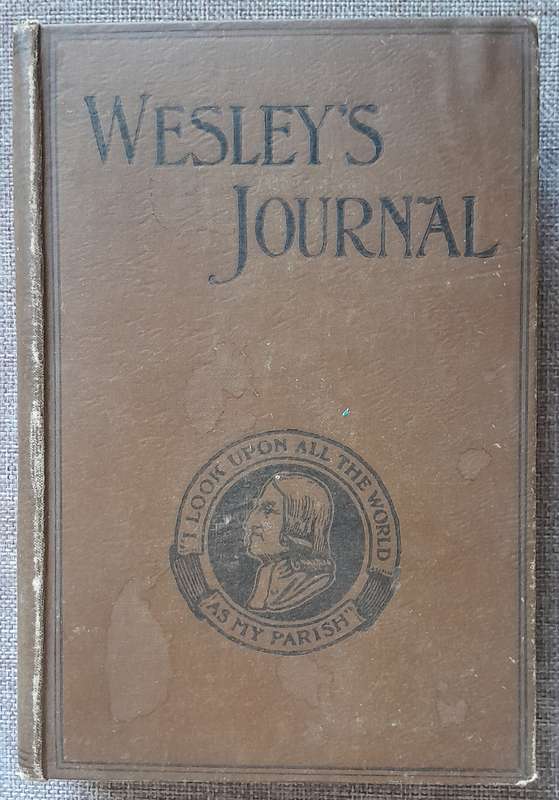 WESLEY'S
JOURNAL
"I LOOK UPON ALL THE WORLD
AS MY PARISH"